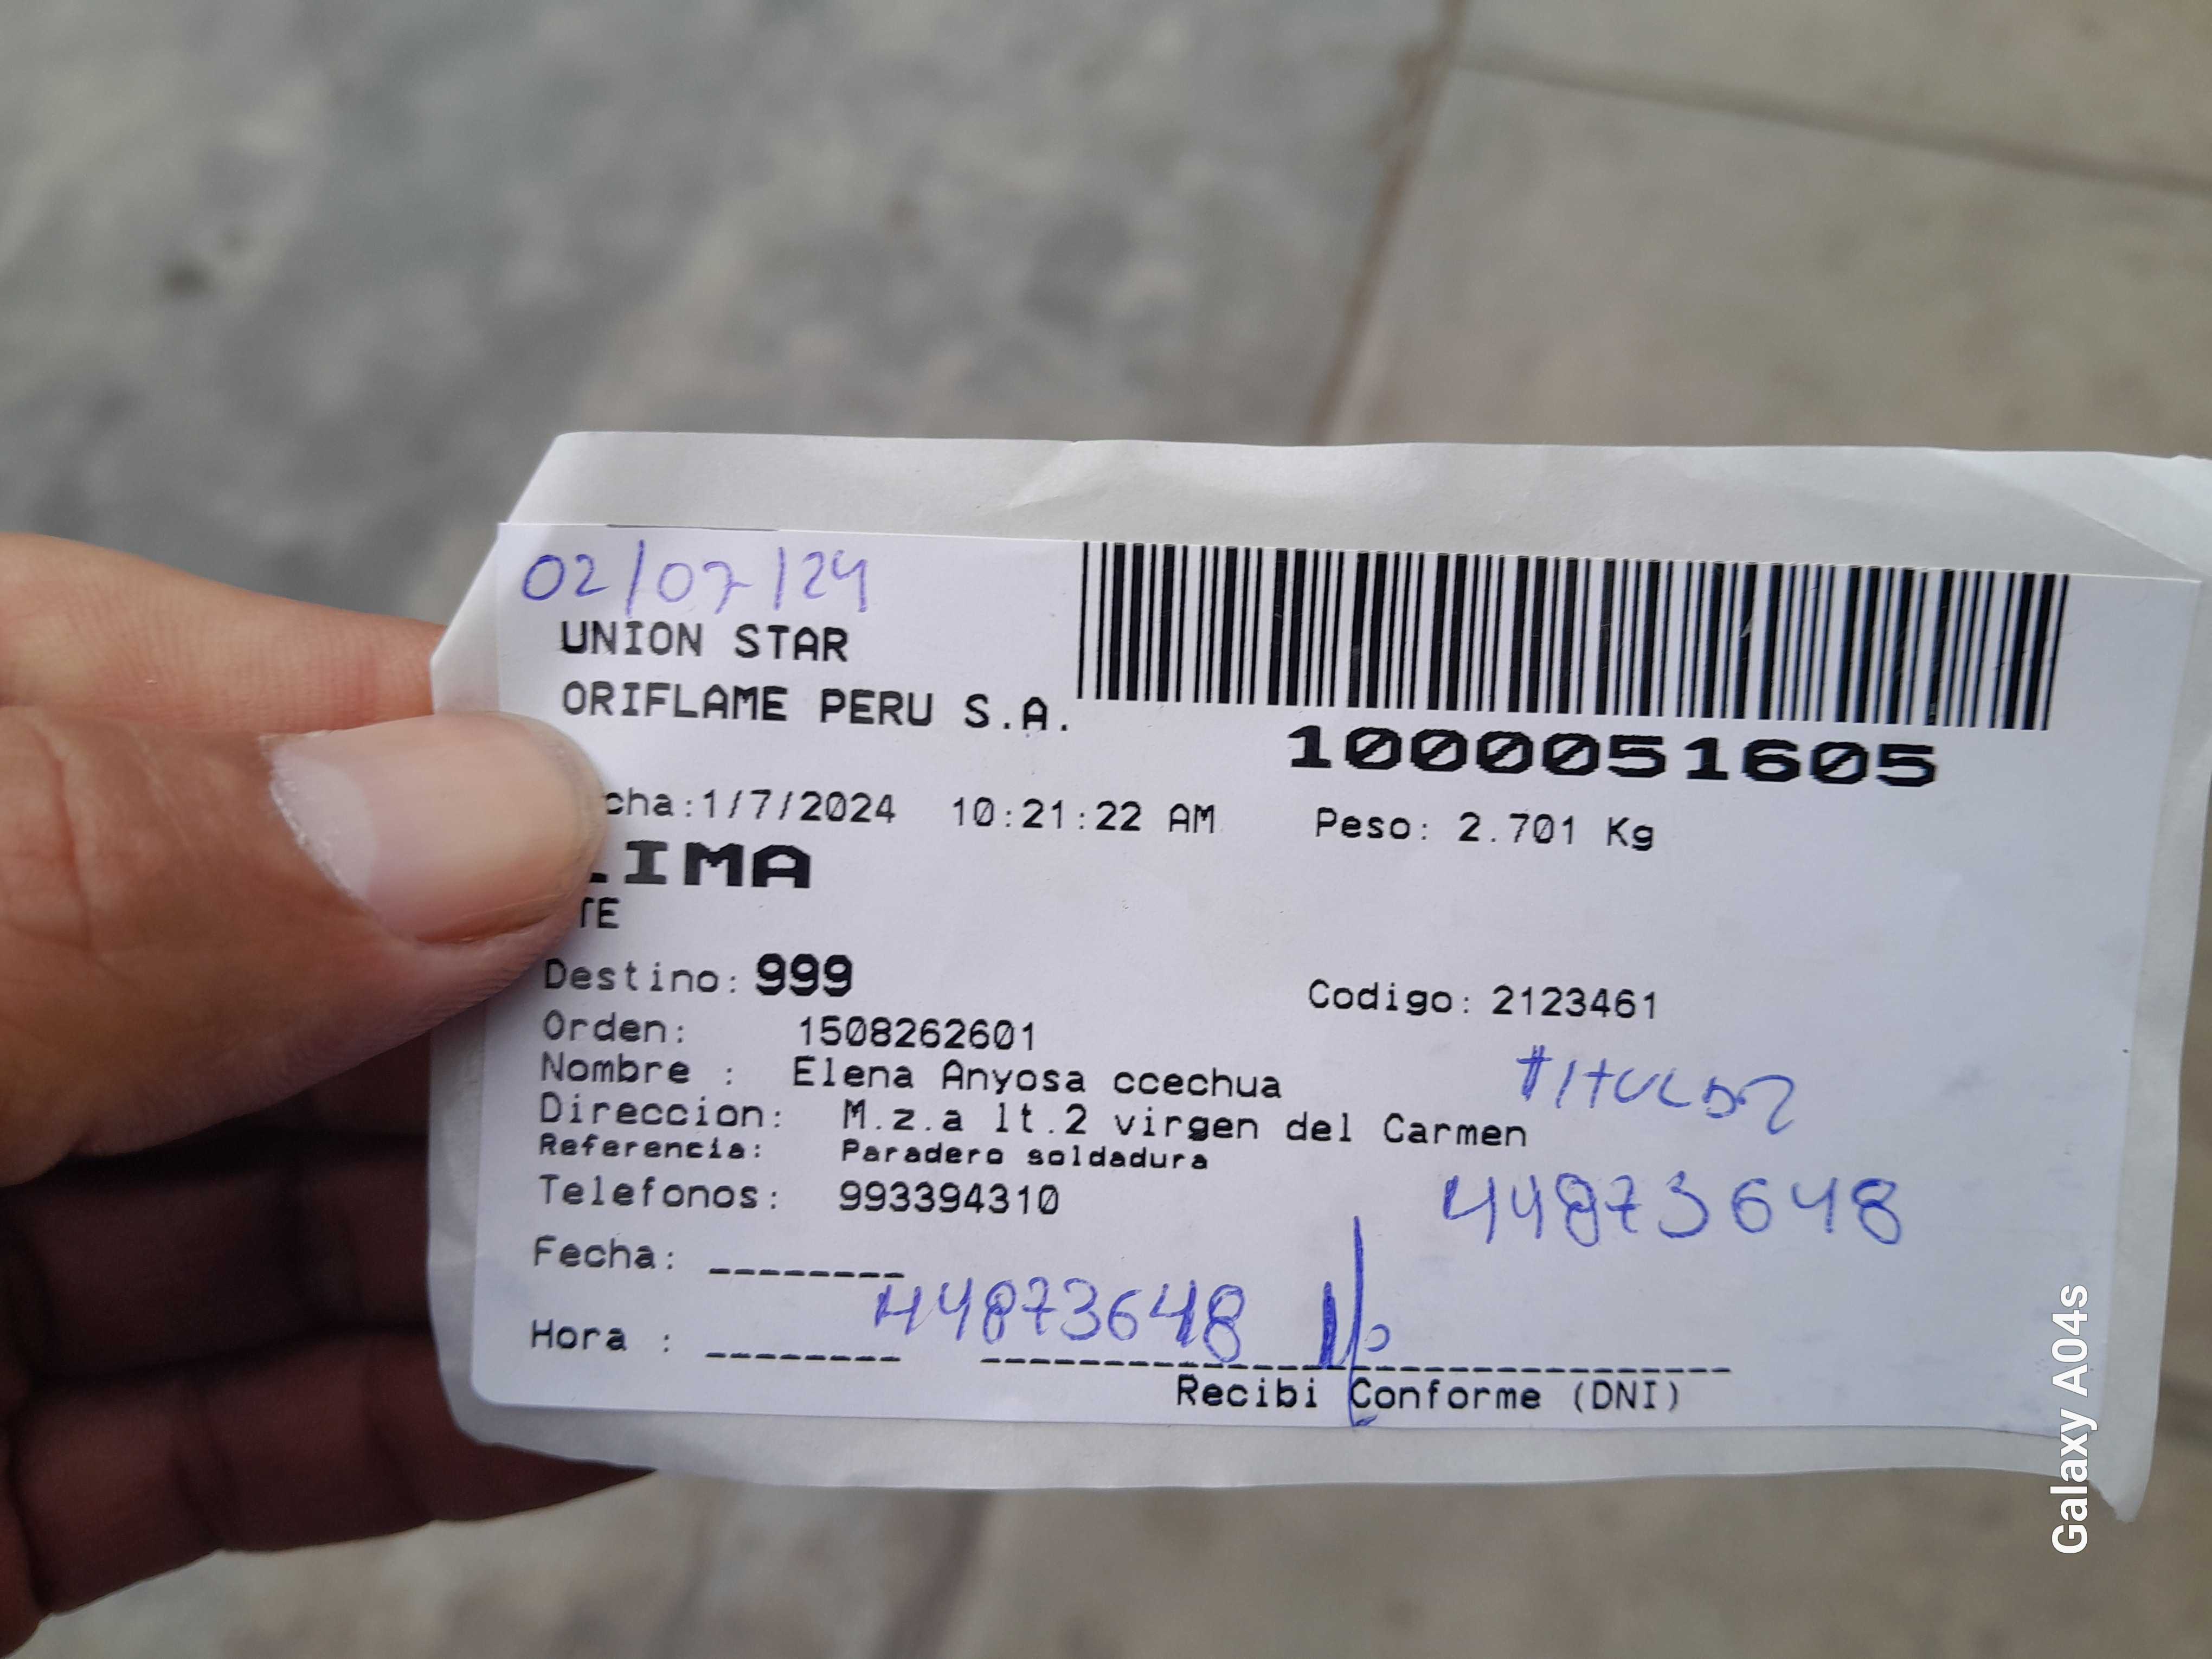 02/07/24
UNION STAR
ORIFLAME PERU S.A.
1000051605
cha:1/7/2024 10:21:22 AM Peso: 2.701 Kg
LIMA
TE
Destino: 999
Codigo: 2123461
Orden: 1508262601
Nombre : Elena Anyosa ccechua
TITULAR
Direccion: M.z.a lt.2 virgen del Carmen
Referencia: Paradero soldadura
Telefonos: 993394310
44873648
Fecha: --------
44873648
Hora : --------
Recibi Conforme (DNI)
Galaxy A04s